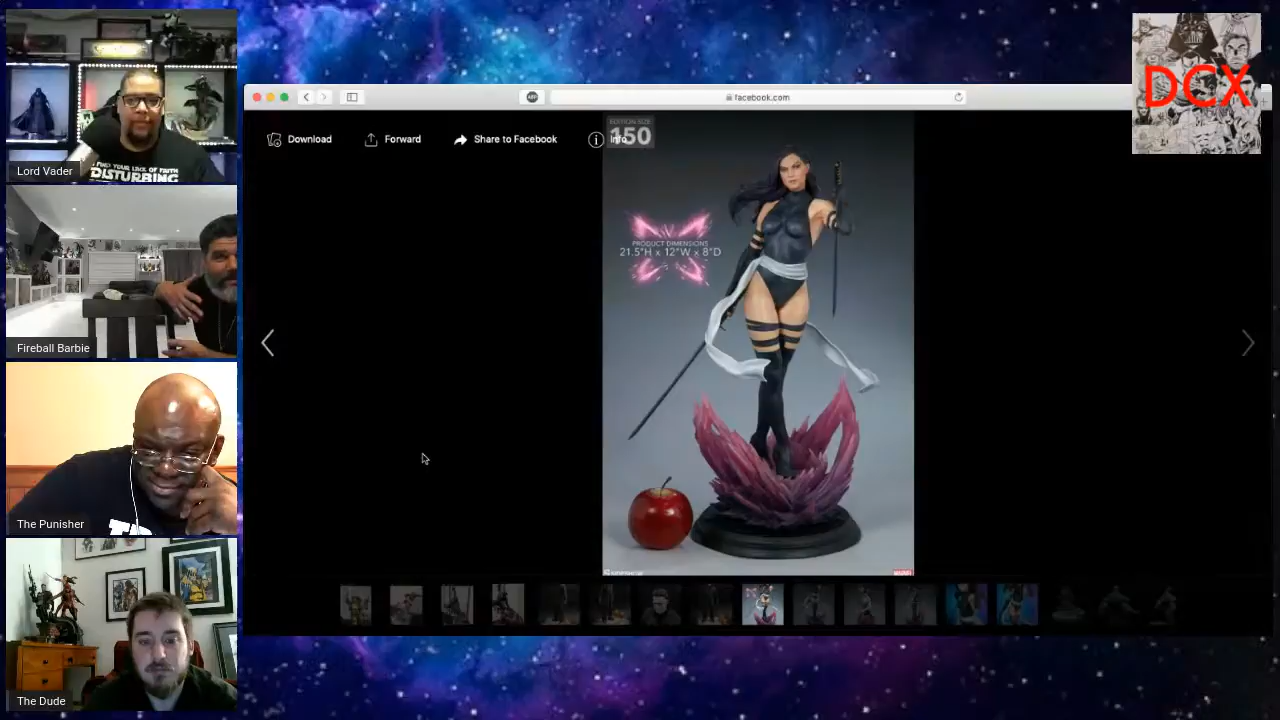 DCX
facebook.com
Download
Forward
Share to Facebook
Info
EDITION SIZE
150
PRODUCT DIMENSIONS
21.5"H x 12"W x 8"D
MARVEL
I FIND YOUR LACK OF FAITH
DISTURBING
Lord Vader
Fireball Barbie
The Punisher
The Dude